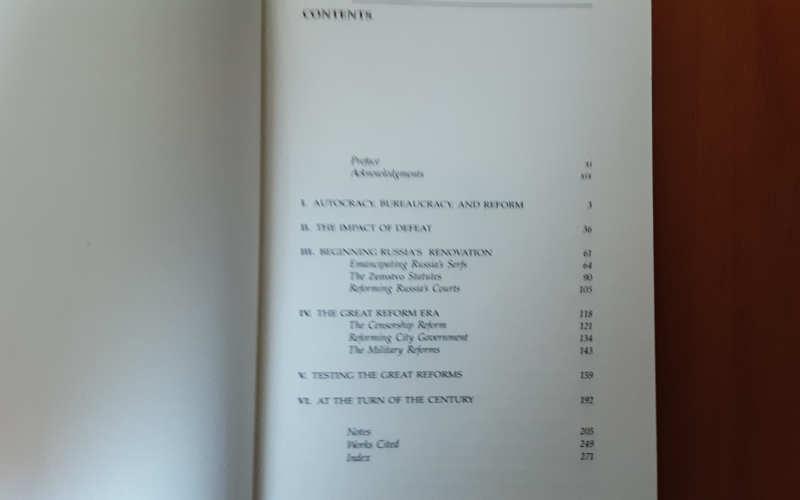 CONTENTS
Preface xi
Acknowledgments xix
I. AUTOCRACY, BUREAUCRACY, AND REFORM 3
II. THE IMPACT OF DEFEAT 36
III. BEGINNING RUSSIA'S RENOVATION 61
Emancipating Russia's Serfs 64
The Zemstvo Statutes 90
Reforming Russia's Courts 105
IV. THE GREAT REFORM ERA 118
The Censorship Reform 121
Reforming City Government 134
The Military Reforms 143
V. TESTING THE GREAT REFORMS 159
VI. AT THE TURN OF THE CENTURY 192
Notes 205
Works Cited 249
Index 271